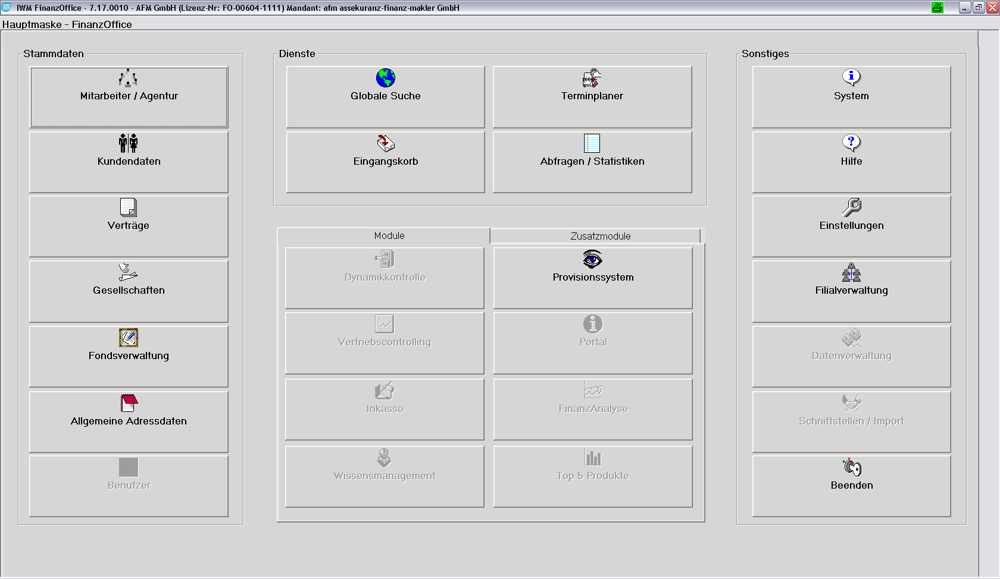 IWM FinanzOffice - 7.17.0010 - AFM GmbH (Lizenz-Nr: FO-00604-1111) Mandant: afm assekuranz-finanz-makler GmbH
Hauptmaske - FinanzOffice
Stammdaten
Mitarbeiter / Agentur
Kundendaten
Verträge
Gesellschaften
Fondsverwaltung
Allgemeine Adressdaten
Benutzer
Dienste
Globale Suche
Terminplaner
Eingangskorb
Abfragen / Statistiken
Module
Zusatzmodule
Dynamikkontrolle
Provisionssystem
Vertriebscontrolling
Portal
Inkasso
FinanzAnalyse
Wissensmanagement
Top 5 Produkte
Sonstiges
System
Hilfe
Einstellungen
Filialverwaltung
Datenverwaltung
Schnittstellen / Import
Beenden